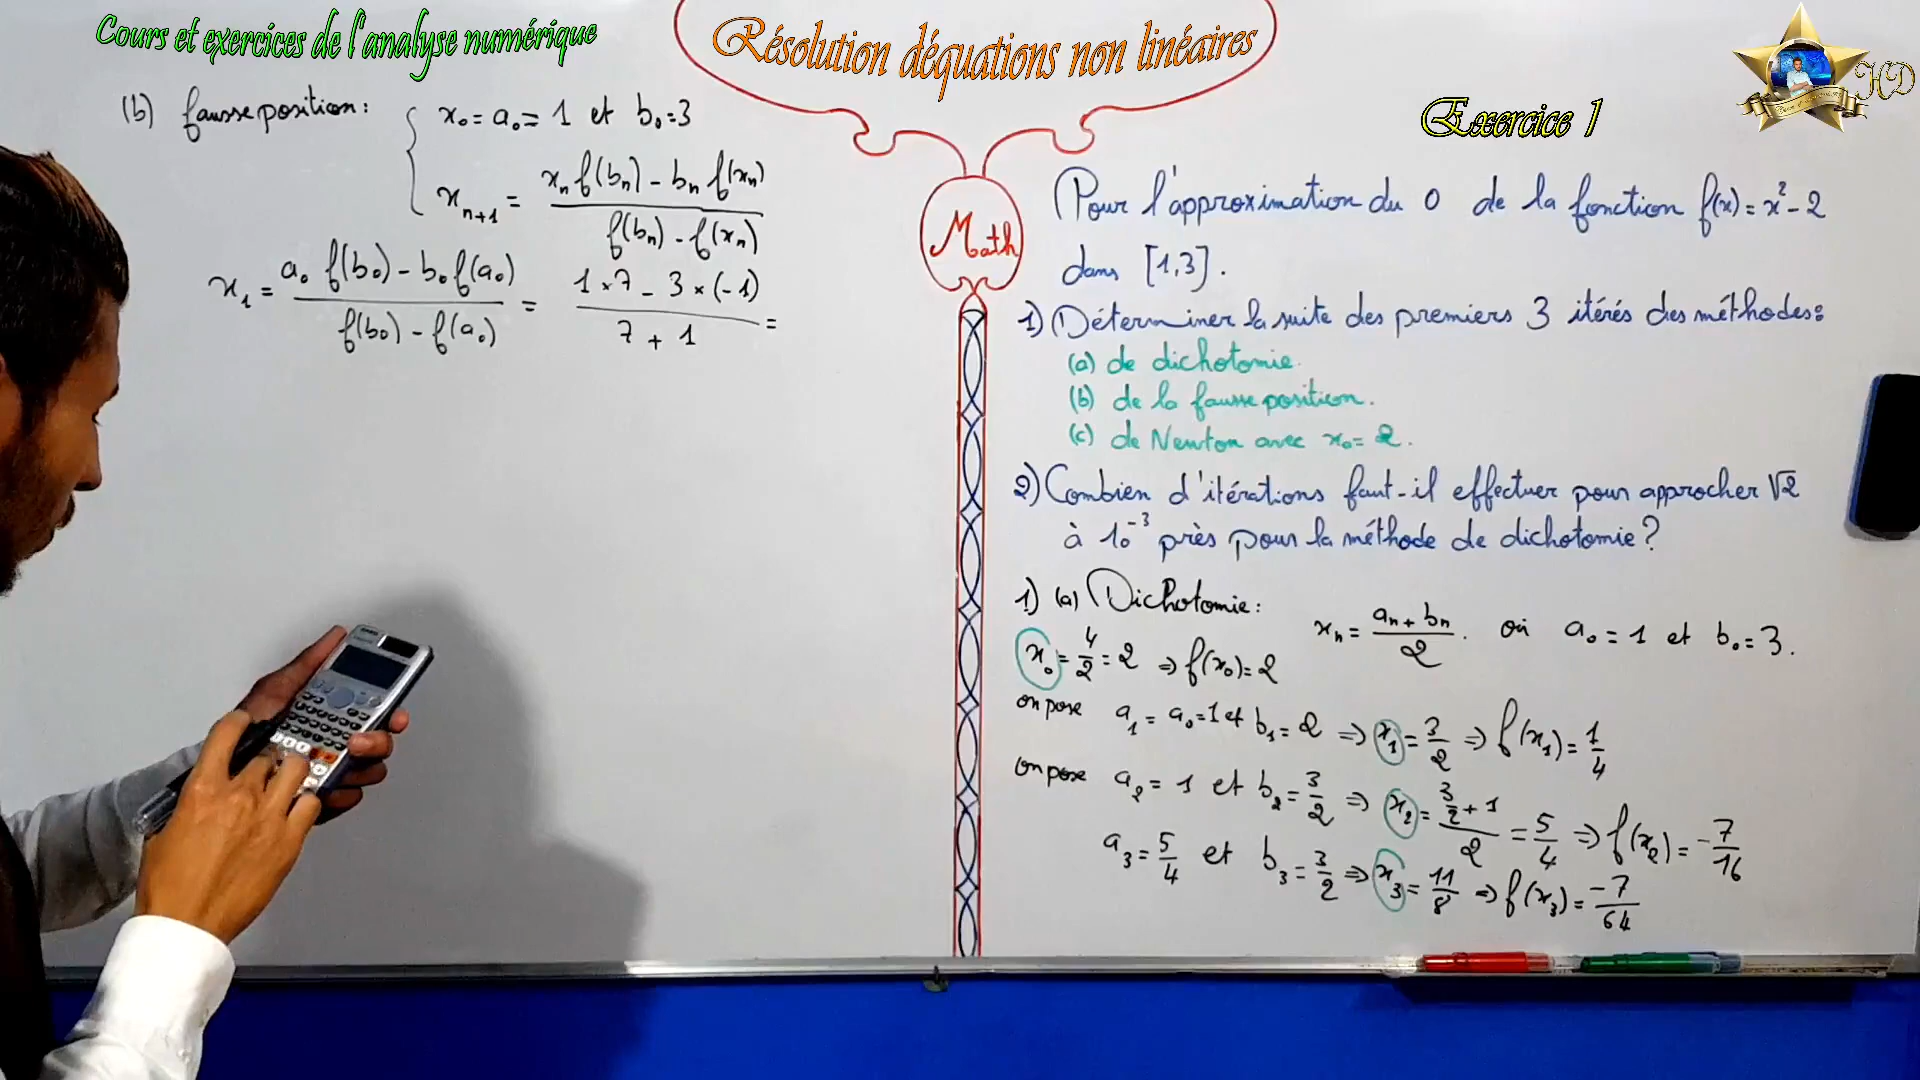 Cours et exercices de l'analyse numérique
Résolution déquations non linéaires
HD
Exercice 1
(b) fausse position : { x₀ = a₀ = 1 et b₀ = 3
xₙ₊₁ = (xₙ f(bₙ) - bₙ f(xₙ)) / (f(bₙ) - f(xₙ))
x₁ = (a₀ f(b₀) - b₀ f(a₀)) / (f(b₀) - f(a₀)) = (1 × 7 - 3 × (-1)) / (7 + 1) =
Math
Pour l'approximation du 0 de la fonction f(x) = x² - 2
dans [1,3].
1) Déterminer la suite des premiers 3 itérés des méthodes :
(a) de dichotomie.
(b) de la fausse position.
(c) de Newton avec x₀ = 2.
2) Combien d'itérations faut-il effectuer pour approcher √2
à 10⁻³ près pour la méthode de dichotomie ?
1) (a) Dichotomie :
xₙ = (aₙ + bₙ)/2 . où a₀ = 1 et b₀ = 3.
x₀ = 4/2 = 2 ⇒ f(x₀) = 2
on pose a₁ = a₀ = 1 et b₁ = 2 ⇒ x₁ = 3/2 ⇒ f(x₁) = 1/4
on pose a₂ = 1 et b₂ = 3/2 ⇒ x₂ = (3/2 + 1)/2 = 5/4 ⇒ f(x₂) = -7/16
a₃ = 5/4 et b₃ = 3/2 ⇒ x₃ = 11/8 ⇒ f(x₃) = -7/64